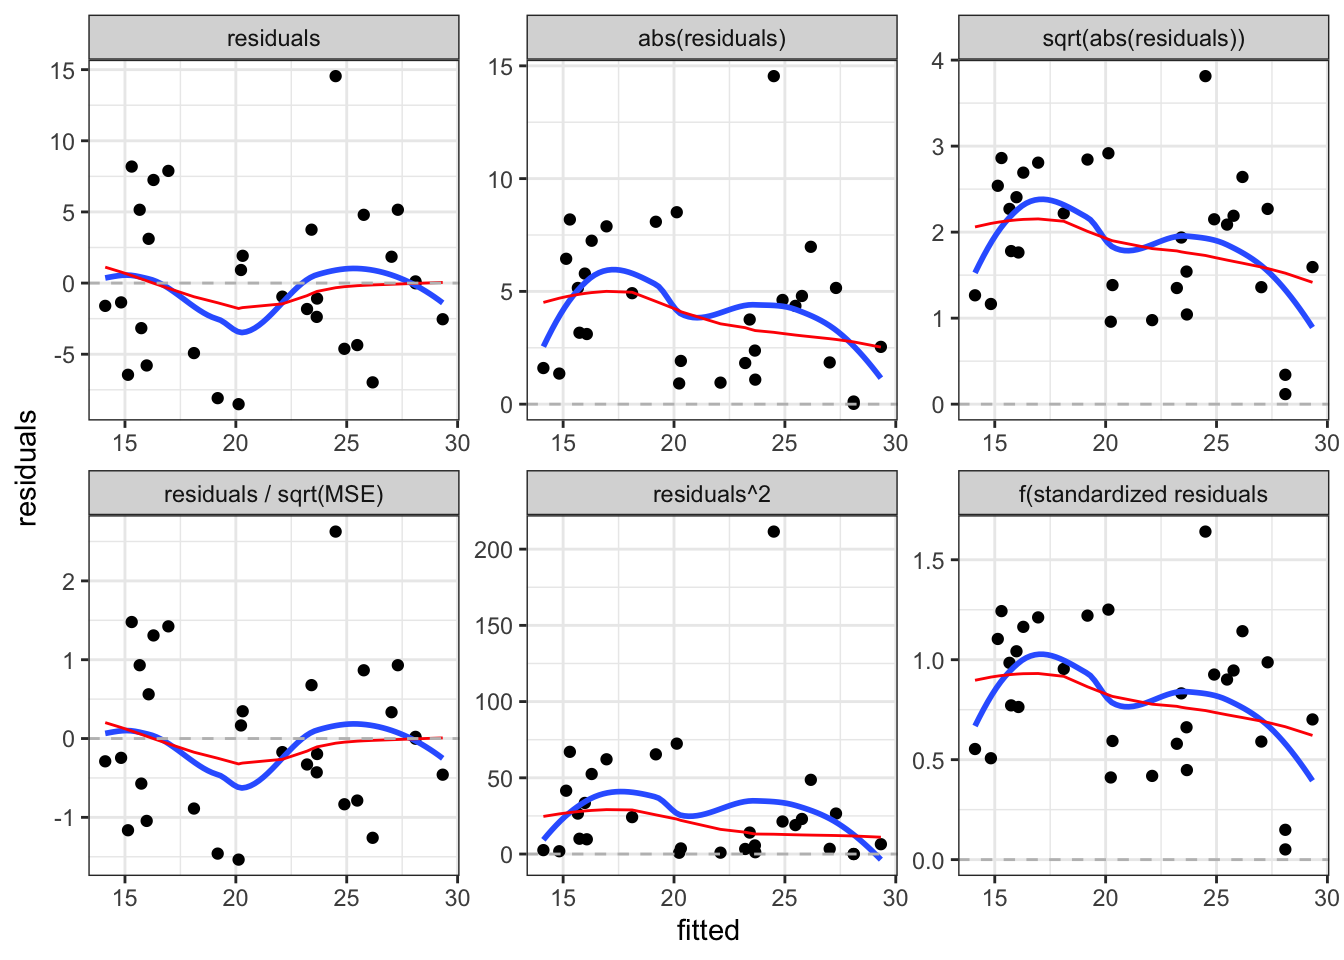 residuals
abs(residuals)
sqrt(abs(residuals))
15
10
5
0
-5
15
10
5
0
4
3
2
1
0
15 20 25 30
15 20 25 30
15 20 25 30
residuals
residuals / sqrt(MSE)
residuals^2
f(standardized residuals
2
1
0
-1
200
150
100
50
0
1.5
1.0
0.5
0.0
15 20 25 30
15 20 25 30
15 20 25 30
fitted